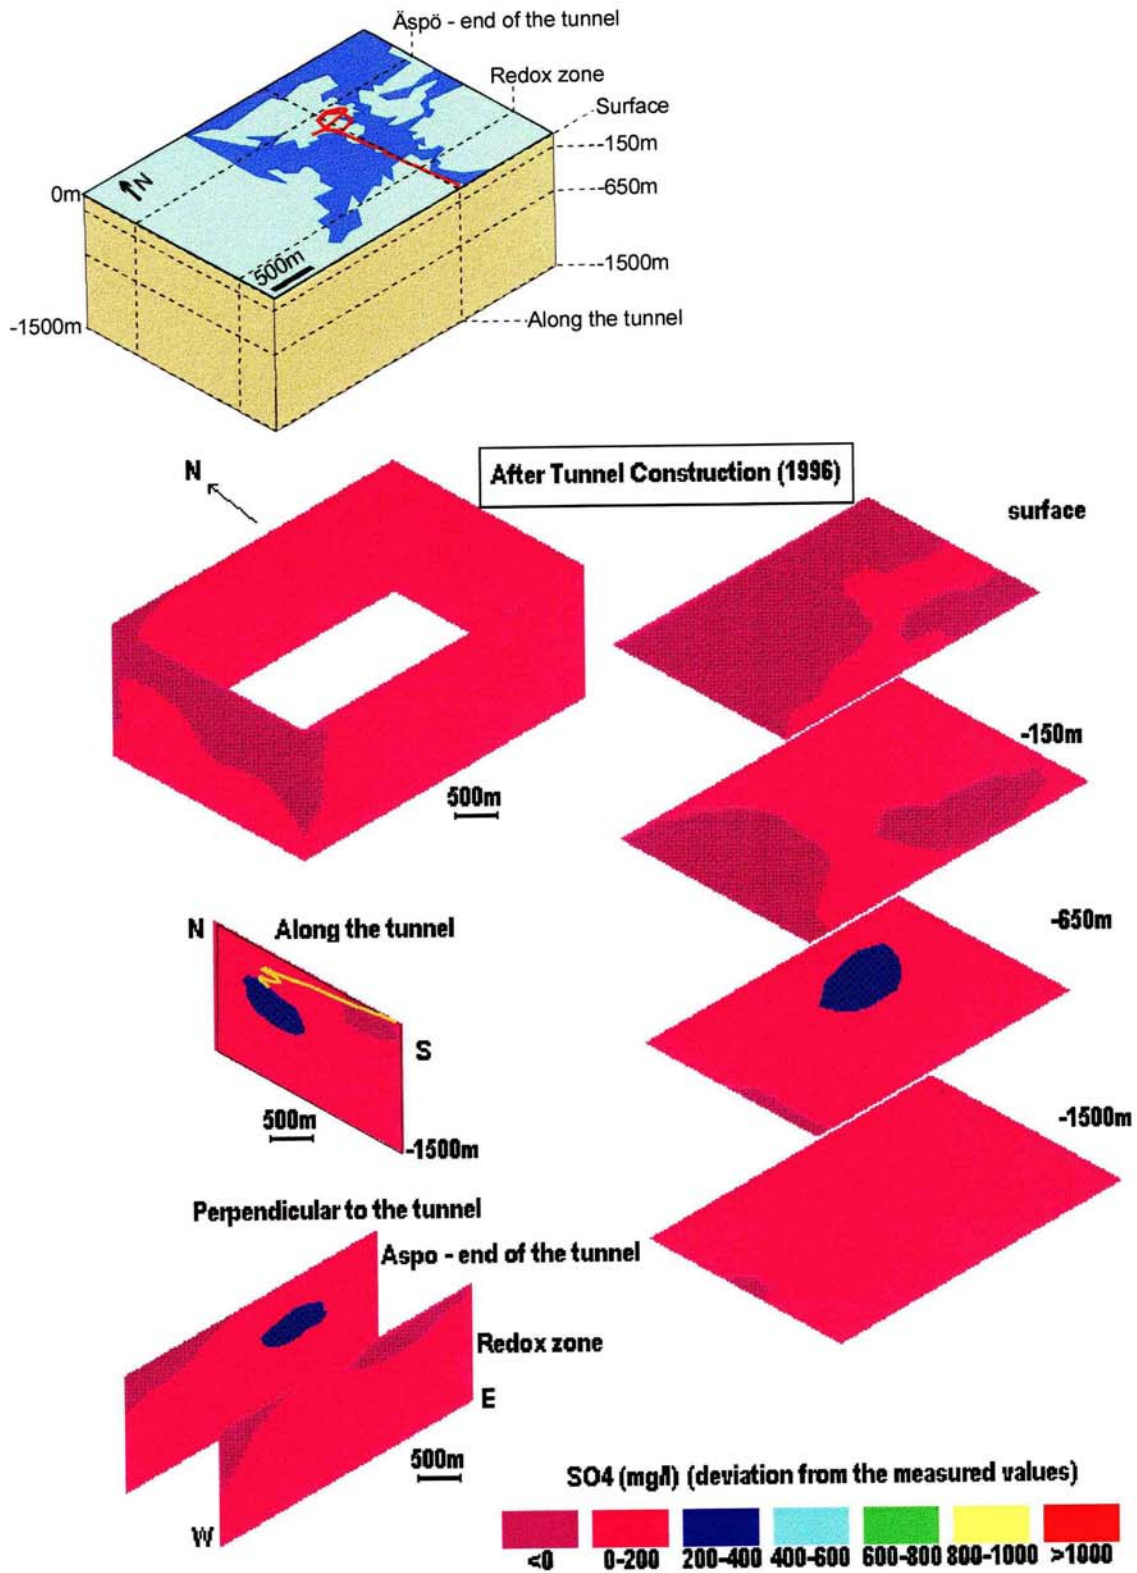 Äspö - end of the tunnel
Redox zone
Surface
-150m
-650m
-1500m
Along the tunnel
0m
-1500m
N
500m
After Tunnel Construction (1996)
N
500m
surface
-150m
-650m
-1500m
N
Along the tunnel
S
500m
-1500m
Perpendicular to the tunnel
Aspo - end of the tunnel
Redox zone
E
W
500m
SO4 (mg/l) (deviation from the measured values)
<0 0-200 200-400 400-600 600-800 800-1000 >1000